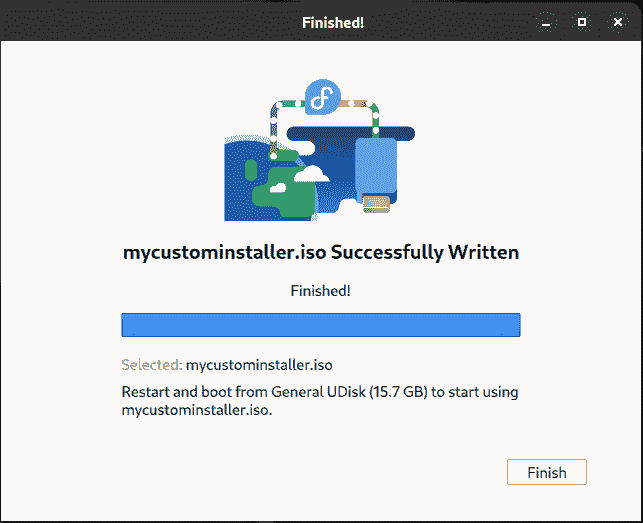 Finished!
mycustominstaller.iso Successfully Written
Finished!
Selected: mycustominstaller.iso
Restart and boot from General UDisk (15.7 GB) to start using
mycustominstaller.iso.
Finish